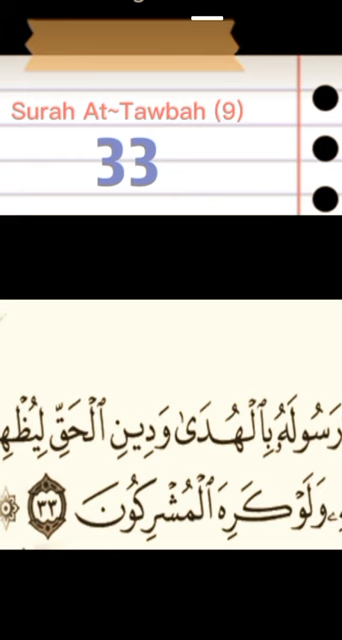 Surah At~Tawbah (9)
33
رَسُولَهُۥ بِٱلْهُدَىٰ وَدِينِ ٱلْحَقِّ
وَلَوْ كَرِهَ ٱلْمُشْرِكُونَ ٣٣